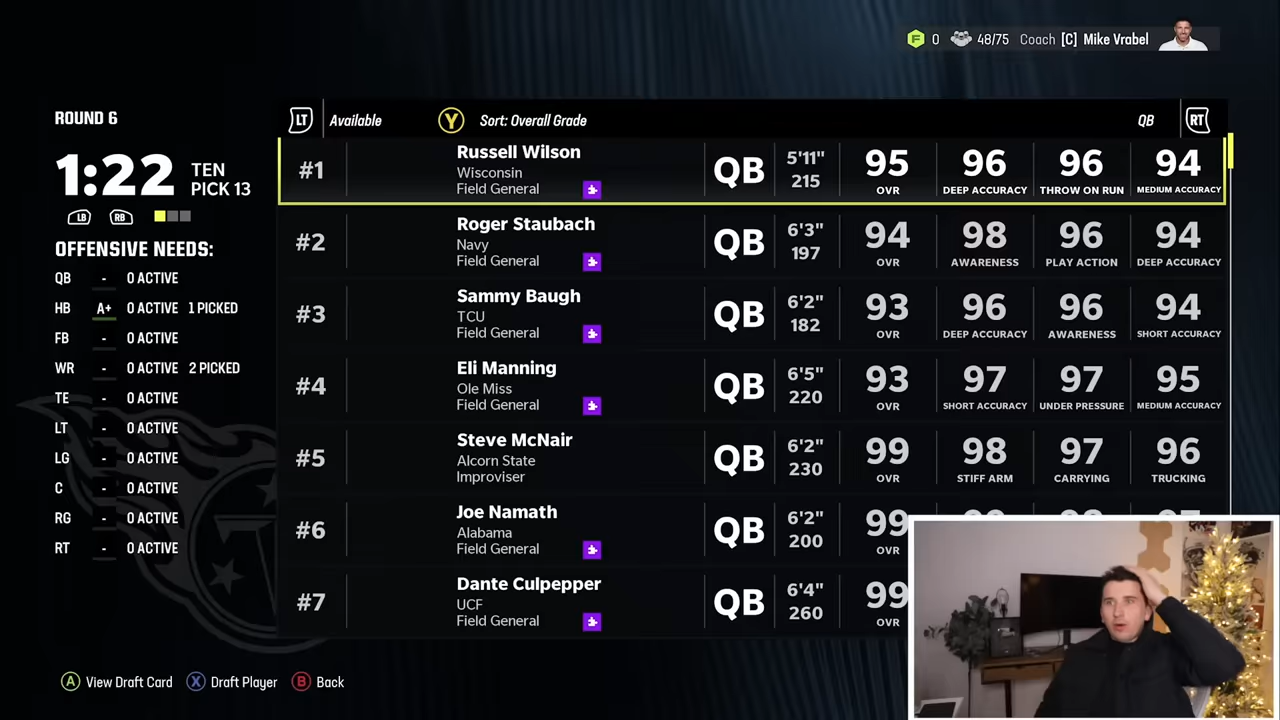 0 48/75 Coach [C] Mike Vrabel
ROUND 6
1:22 TEN PICK 13
LB RB
OFFENSIVE NEEDS:
QB - 0 ACTIVE
HB A+ 0 ACTIVE 1 PICKED
FB - 0 ACTIVE
WR - 0 ACTIVE 2 PICKED
TE - 0 ACTIVE
LT - 0 ACTIVE
LG - 0 ACTIVE
C - 0 ACTIVE
RG - 0 ACTIVE
RT - 0 ACTIVE
LT Available Y Sort: Overall Grade QB RT
#1 Russell Wilson Wisconsin Field General QB 5'11" 215 95 OVR 96 DEEP ACCURACY 96 THROW ON RUN 94 MEDIUM ACCURACY
#2 Roger Staubach Navy Field General QB 6'3" 197 94 OVR 98 AWARENESS 96 PLAY ACTION 94 DEEP ACCURACY
#3 Sammy Baugh TCU Field General QB 6'2" 182 93 OVR 96 DEEP ACCURACY 96 AWARENESS 94 SHORT ACCURACY
#4 Eli Manning Ole Miss Field General QB 6'5" 220 93 OVR 97 SHORT ACCURACY 97 UNDER PRESSURE 95 MEDIUM ACCURACY
#5 Steve McNair Alcorn State Improviser QB 6'2" 230 99 OVR 98 STIFF ARM 97 CARRYING 96 TRUCKING
#6 Joe Namath Alabama Field General QB 6'2" 200 99 OVR
#7 Dante Culpepper UCF Field General QB 6'4" 260 99 OVR
A View Draft Card X Draft Player B Back